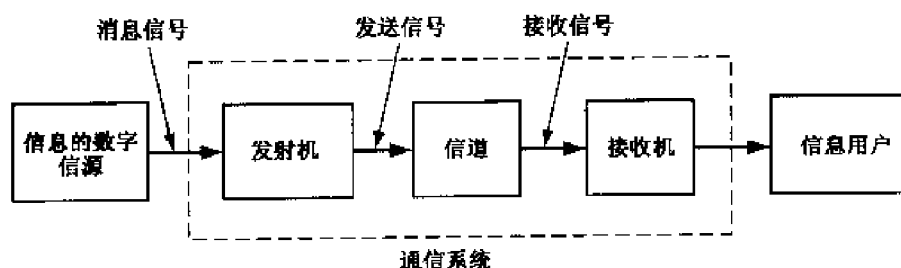 消息信号
发送信号
接收信号
信息的数字
信源
发射机
信道
接收机
信息用户
通信系统